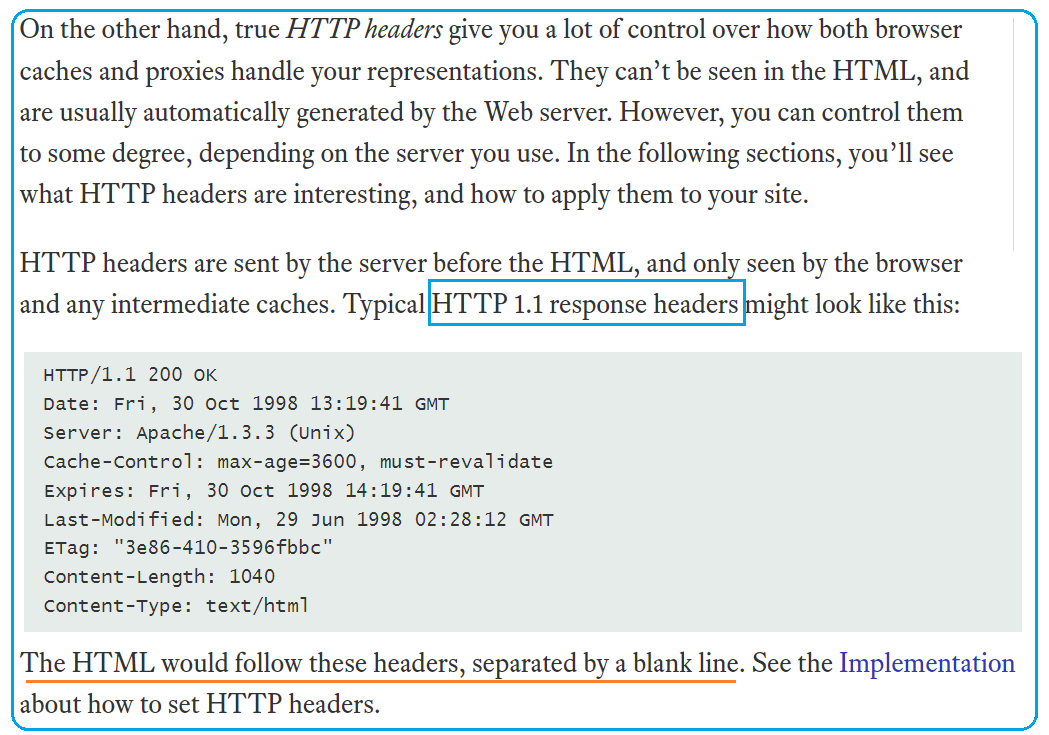 On the other hand, true HTTP headers give you a lot of control over how both browser
caches and proxies handle your representations. They can’t be seen in the HTML, and
are usually automatically generated by the Web server. However, you can control them
to some degree, depending on the server you use. In the following sections, you’ll see
what HTTP headers are interesting, and how to apply them to your site.
HTTP headers are sent by the server before the HTML, and only seen by the browser
and any intermediate caches. Typical HTTP 1.1 response headers might look like this:
HTTP/1.1 200 OK
Date: Fri, 30 Oct 1998 13:19:41 GMT
Server: Apache/1.3.3 (Unix)
Cache-Control: max-age=3600, must-revalidate
Expires: Fri, 30 Oct 1998 14:19:41 GMT
Last-Modified: Mon, 29 Jun 1998 02:28:12 GMT
ETag: "3e86-410-3596fbbc"
Content-Length: 1040
Content-Type: text/html
The HTML would follow these headers, separated by a blank line. See the Implementation
about how to set HTTP headers.